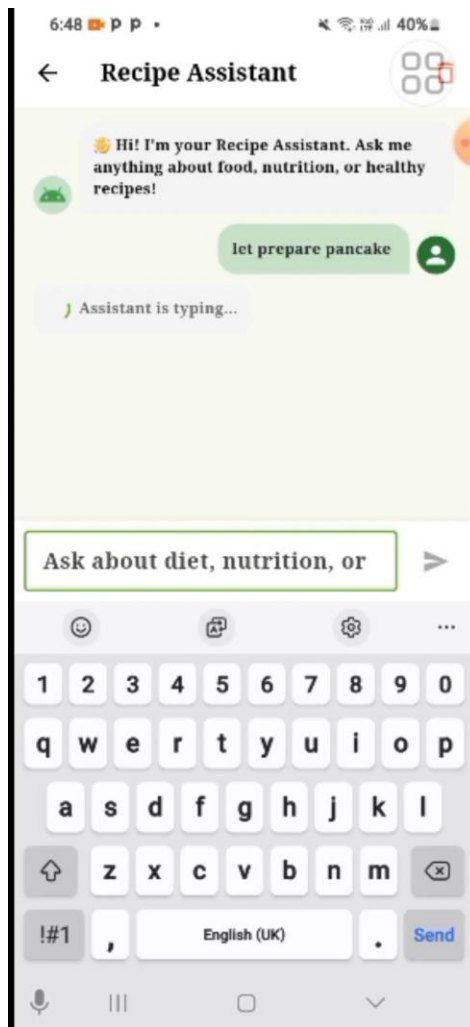 6:48 P P • 40%
Recipe Assistant
👋 Hi! I'm your Recipe Assistant. Ask me
anything about food, nutrition, or healthy
recipes!
let prepare pancake
Assistant is typing...
Ask about diet, nutrition, or
1 2 3 4 5 6 7 8 9 0
q w e r t y u i o p
a s d f g h j k l
z x c v b n m
!#1 , English (UK) . Send